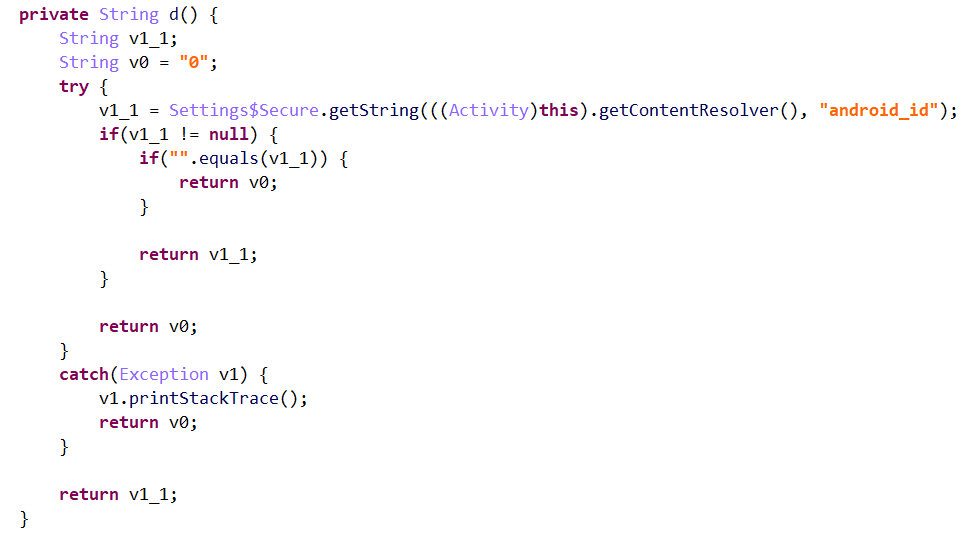 private String d() {
    String v1_1;
    String v0 = "0";
    try {
        v1_1 = Settings$Secure.getString(((Activity)this).getContentResolver(), "android_id");
        if(v1_1 != null) {
            if("".equals(v1_1)) {
                return v0;
            }

            return v1_1;
        }

        return v0;
    }
    catch(Exception v1) {
        v1.printStackTrace();
        return v0;
    }

    return v1_1;
}